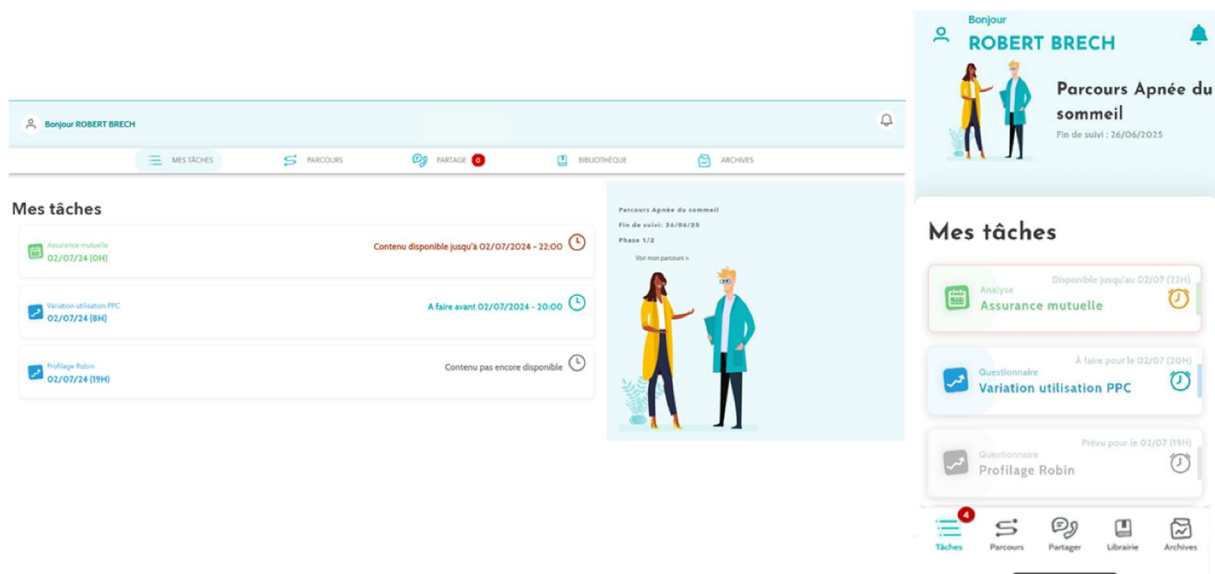 Bonjour ROBERT BRECH
MES TÂCHES
PARCOURS
PARTAGE 0
BIBLIOTHÈQUE
ARCHIVES
Mes tâches
Assurance mutuelle
02/07/24 (0H)
Contenu disponible jusqu'à 02/07/2024 - 22:00
Variation utilisation PPC
02/07/24 (8H)
A faire avant 02/07/2024 - 20:00
Profilage Robin
02/07/24 (19H)
Contenu pas encore disponible
Parcours Apnée du sommeil
Fin de suivi: 26/06/25
Phase 1/2
Voir mon parcours >
Bonjour
ROBERT BRECH
Parcours Apnée du
sommeil
Fin de suivi : 26/06/2025
Mes tâches
Disponible jusqu'au 02/07 (22H)
Analyse
Assurance mutuelle
À faire pour le 02/07 (20H)
Questionnaire
Variation utilisation PPC
Prévu pour le 02/07 (19H)
Questionnaire
Profilage Robin
4
Tâches
Parcours
Partager
Librairie
Archives